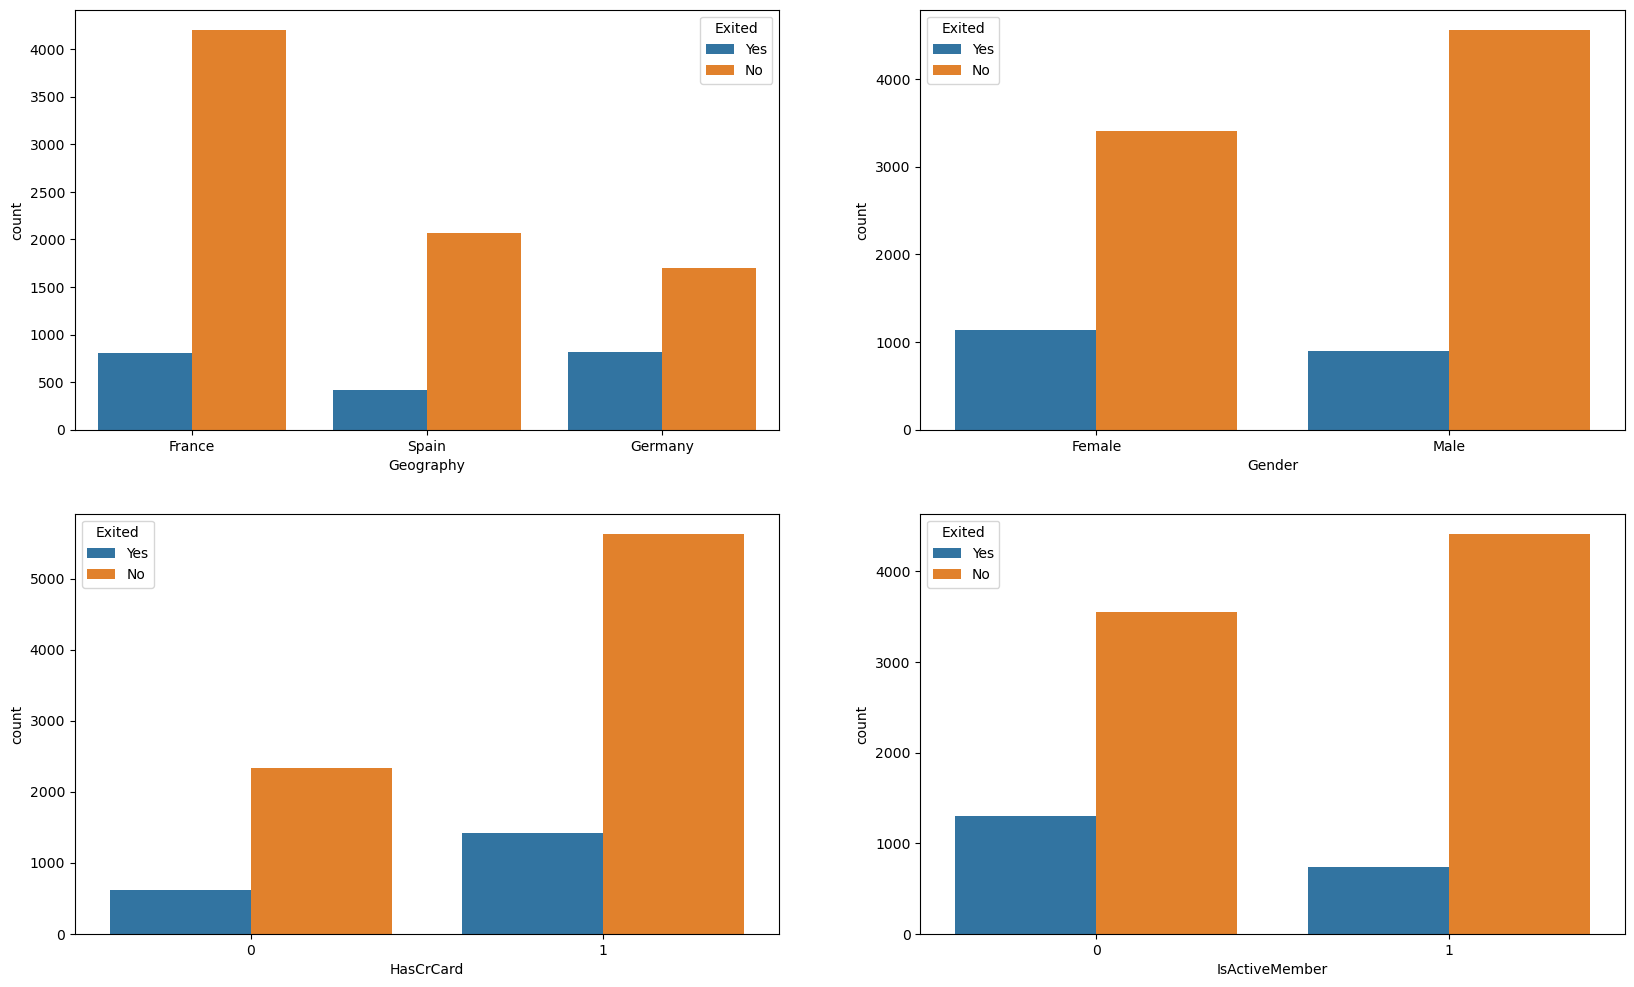 Exited
Yes
No
4000
3500
3000
2500
2000
1500
1000
500
0
count
France Spain Germany
Geography
Exited
Yes
No
4000
3000
2000
1000
0
count
Female Male
Gender
Exited
Yes
No
5000
4000
3000
2000
1000
0
count
0 1
HasCrCard
Exited
Yes
No
4000
3000
2000
1000
0
count
0 1
IsActiveMember